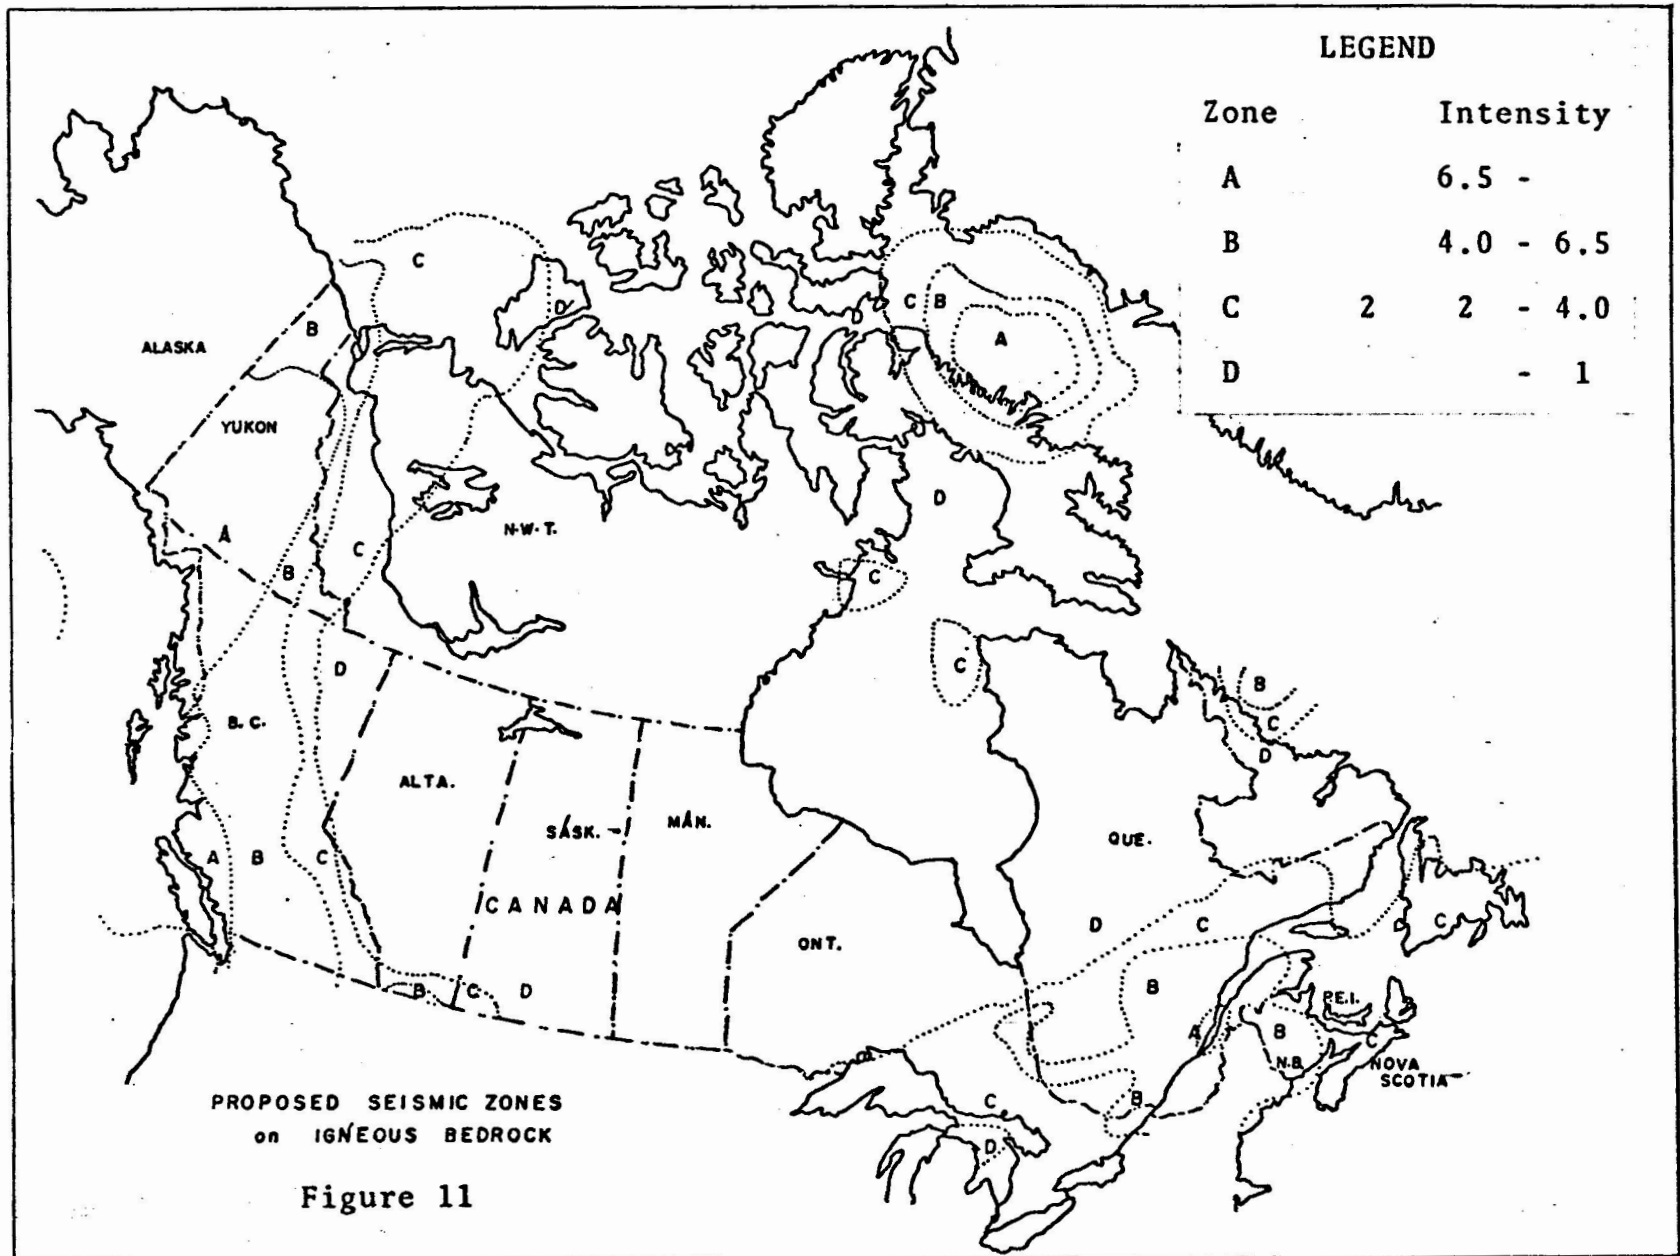 LEGEND
Zone Intensity
A 6.5 -
B 4.0 - 6.5
C 2 2 - 4.0
D - 1
C
D
B
ALASKA
YUKON
A
B
C
N.W.T.
C B
A
D
D
C
C
D
B
C
D
B.C.
ALTA.
SASK.
MAN.
QUE.
A B C
CANADA
ONT.
D
C
B
C
D
C
B C D
A
B
P.E.I.
N.B.
C
NOVA
SCOTIA
C
D
B
PROPOSED SEISMIC ZONES
on IGNEOUS BEDROCK
Figure 11